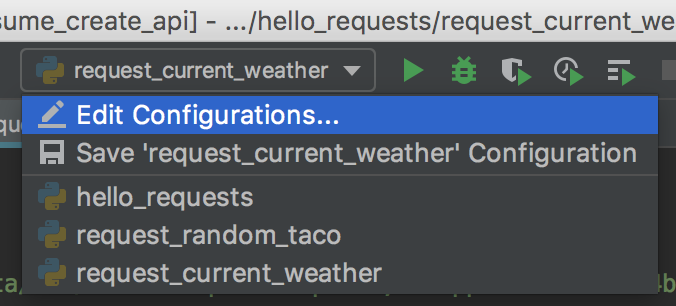 sume_create_api] - .../hello_requests/request_current_we
request_current_weather
Edit Configurations...
Save 'request_current_weather' Configuration
hello_requests
request_random_taco
request_current_weather